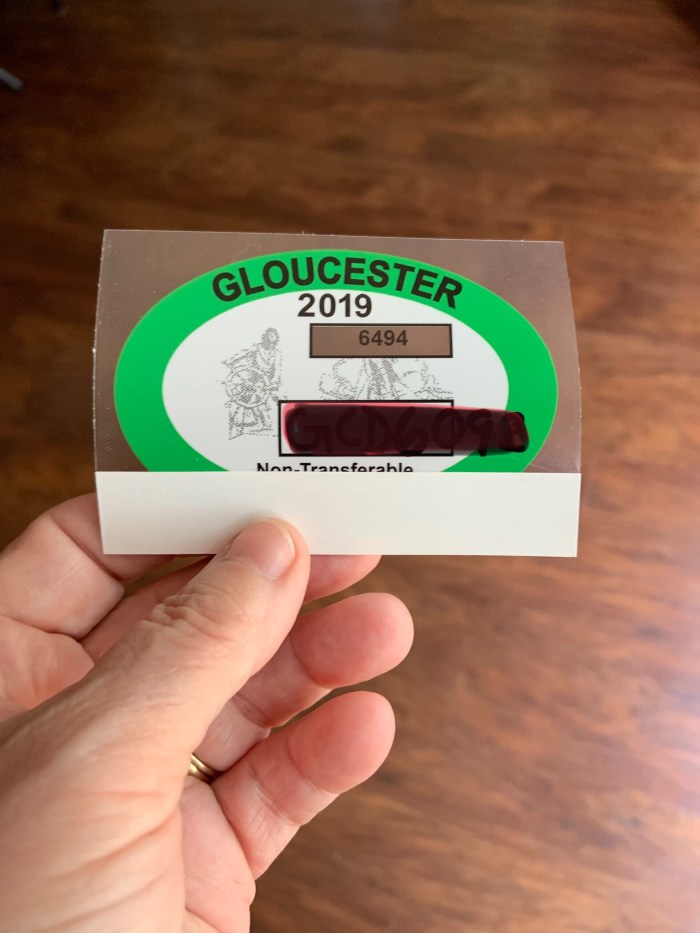 GLOUCESTER
2019
6494
Non-Transferable